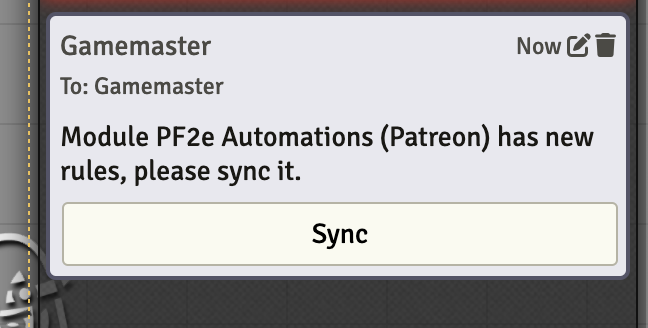 Gamemaster Now
To: Gamemaster
Module PF2e Automations (Patreon) has new
rules, please sync it.
Sync